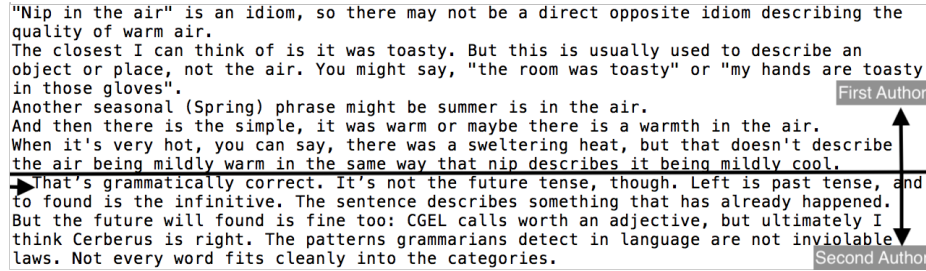 "Nip in the air" is an idiom, so there may not be a direct opposite idiom describing the
quality of warm air.
The closest I can think of is it was toasty. But this is usually used to describe an
object or place, not the air. You might say, "the room was toasty" or "my hands are toasty
in those gloves".
First Author
Another seasonal (Spring) phrase might be summer is in the air.
And then there is the simple, it was warm or maybe there is a warmth in the air.
When it's very hot, you can say, there was a sweltering heat, but that doesn't describe
the air being mildly warm in the same way that nip describes it being mildly cool.
That’s grammatically correct. It’s not the future tense, though. Left is past tense, and
to found is the infinitive. The sentence describes something that has already happened.
But the future will found is fine too: CGEL calls worth an adjective, but ultimately I
think Cerberus is right. The patterns grammarians detect in language are not inviolable
laws. Not every word fits cleanly into the categories.
Second Author